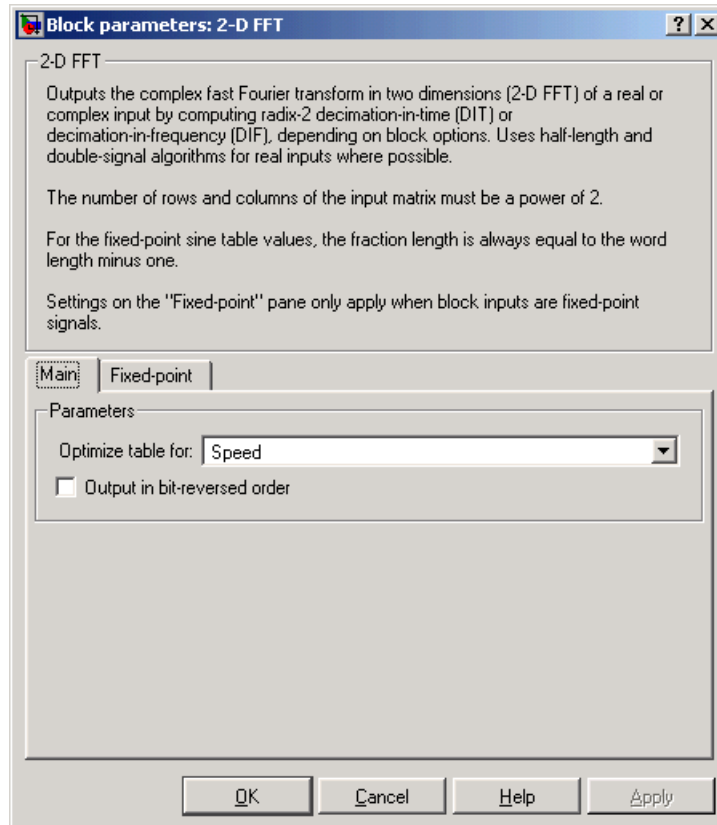 Block parameters: 2-D FFT
2-D FFT
Outputs the complex fast Fourier transform in two dimensions (2-D FFT) of a real or
complex input by computing radix-2 decimation-in-time (DIT) or
decimation-in-frequency (DIF), depending on block options. Uses half-length and
double-signal algorithms for real inputs where possible.
The number of rows and columns of the input matrix must be a power of 2.
For the fixed-point sine table values, the fraction length is always equal to the word
length minus one.
Settings on the "Fixed-point" pane only apply when block inputs are fixed-point
signals.
Main Fixed-point
Parameters
Optimize table for: Speed
Output in bit-reversed order
OK Cancel Help Apply